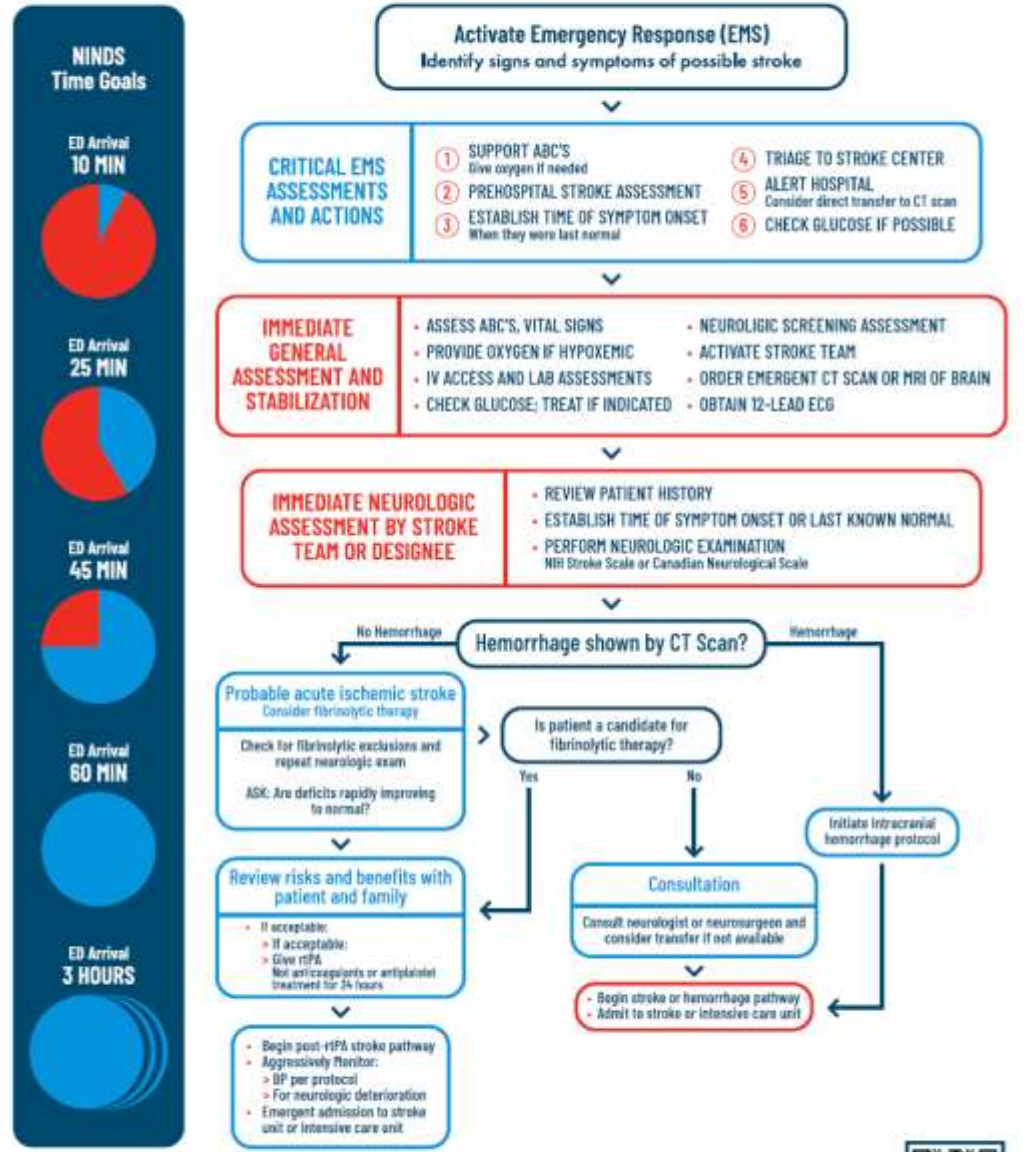 NINDS
Time Goals
ED Arrival
10 MIN
ED Arrival
25 MIN
ED Arrival
45 MIN
ED Arrival
60 MIN
ED Arrival
3 HOURS
Activate Emergency Response (EMS)
Identify signs and symptoms of possible stroke
CRITICAL EMS
ASSESSMENTS
AND ACTIONS
1 SUPPORT ABC'S
Give oxygen if needed
2 PREHOSPITAL STROKE ASSESSMENT
3 ESTABLISH TIME OF SYMPTOM ONSET
When they were last normal
4 TRIAGE TO STROKE CENTER
5 ALERT HOSPITAL
Consider direct transfer to CT scan
6 CHECK GLUCOSE IF POSSIBLE
IMMEDIATE
GENERAL
ASSESSMENT AND
STABILIZATION
• ASSESS ABC'S, VITAL SIGNS
• PROVIDE OXYGEN IF HYPOXEMIC
• IV ACCESS AND LAB ASSESSMENTS
• CHECK GLUCOSE; TREAT IF INDICATED
• NEUROLIGIC SCREENING ASSESSMENT
• ACTIVATE STROKE TEAM
• ORDER EMERGENT CT SCAN OR MRI OF BRAIN
• OBTAIN 12-LEAD ECG
IMMEDIATE NEUROLOGIC
ASSESSMENT BY STROKE
TEAM OR DESIGNEE
• REVIEW PATIENT HISTORY
• ESTABLISH TIME OF SYMPTOM ONSET OR LAST KNOWN NORMAL
• PERFORM NEUROLOGIC EXAMINATION
NIH Stroke Scale or Canadian Neurological Scale
No Hemorrhage
Hemorrhage shown by CT Scan?
Hemorrhage
Probable acute ischemic stroke
Consider fibrinolytic therapy
Check for fibrinolytic exclusions and
repeat neurologic exam
ASK: Are deficits rapidly improving
to normal?
Is patient a candidate for
fibrinolytic therapy?
Yes
No
Initiate intracranial
hemorrhage protocol
Review risks and benefits with
patient and family
• If acceptable:
> If acceptable:
> Give rtPA
Not anticoagulants or antiplatelet
treatment for 24 hours
Consultation
Consult neurologist or neurosurgeon and
consider transfer if not available
• Begin stroke or hemorrhage pathway
• Admit to stroke or intensive care unit
• Begin post-rtPA stroke pathway
• Aggressively Monitor:
> BP per protocol
> For neurologic deterioration
• Emergent admission to stroke
unit or intensive care unit